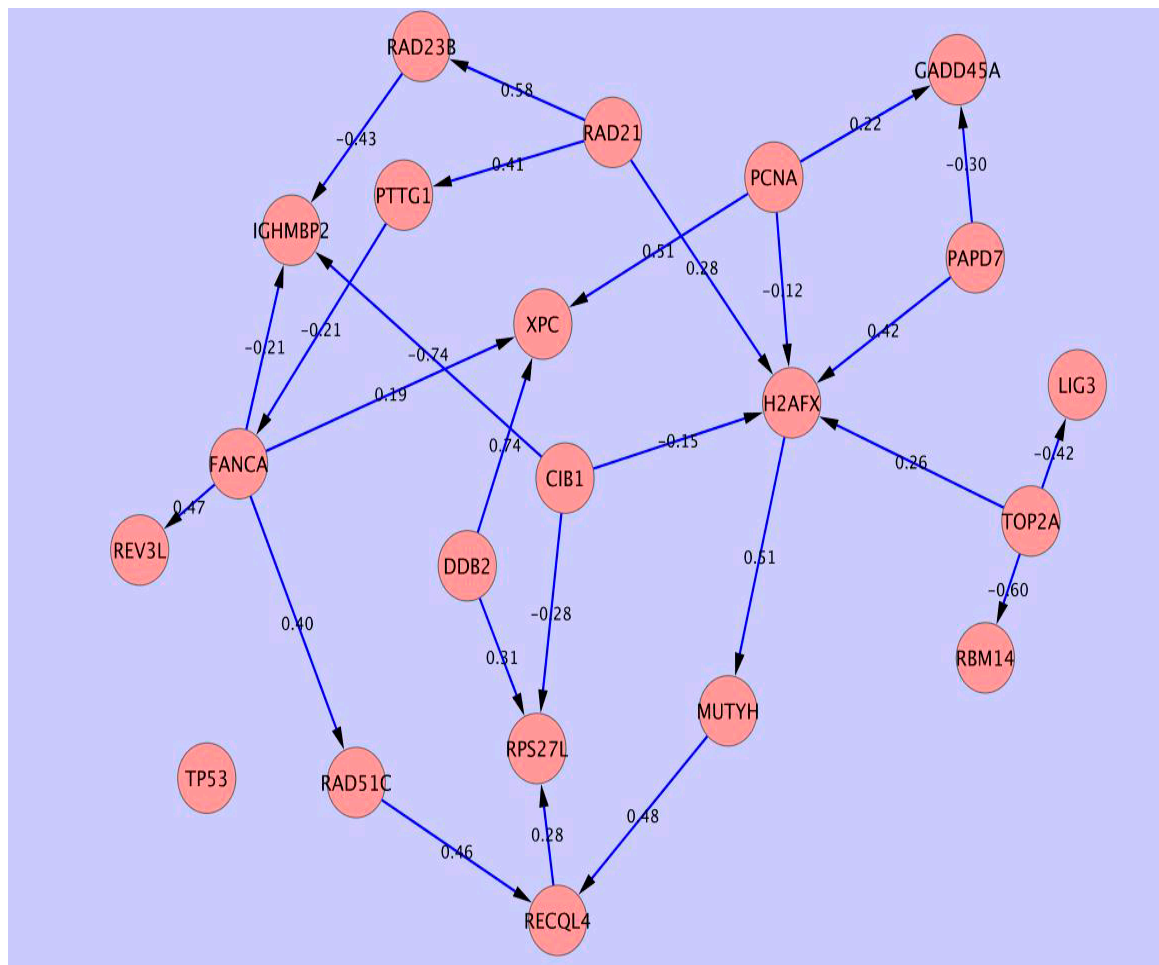 RAD23B
GADD45A
0.58
0.22
RAD21
-0.43
0.41
-0.30
PCNA
PTTG1
IGHMBP2
0.51
PAPD7
0.28
-0.12
XPC
-0.21
0.42
-0.21
-0.74
LIG3
0.19
H2AFX
-0.15
0.74
-0.42
FANCA
0.26
CIB1
0.47
TOP2A
REV3L
0.51
DDB2
-0.60
-0.28
0.40
0.31
RBM14
MUTYH
RPS27L
TP53
RAD51C
0.48
0.28
0.46
RECQL4